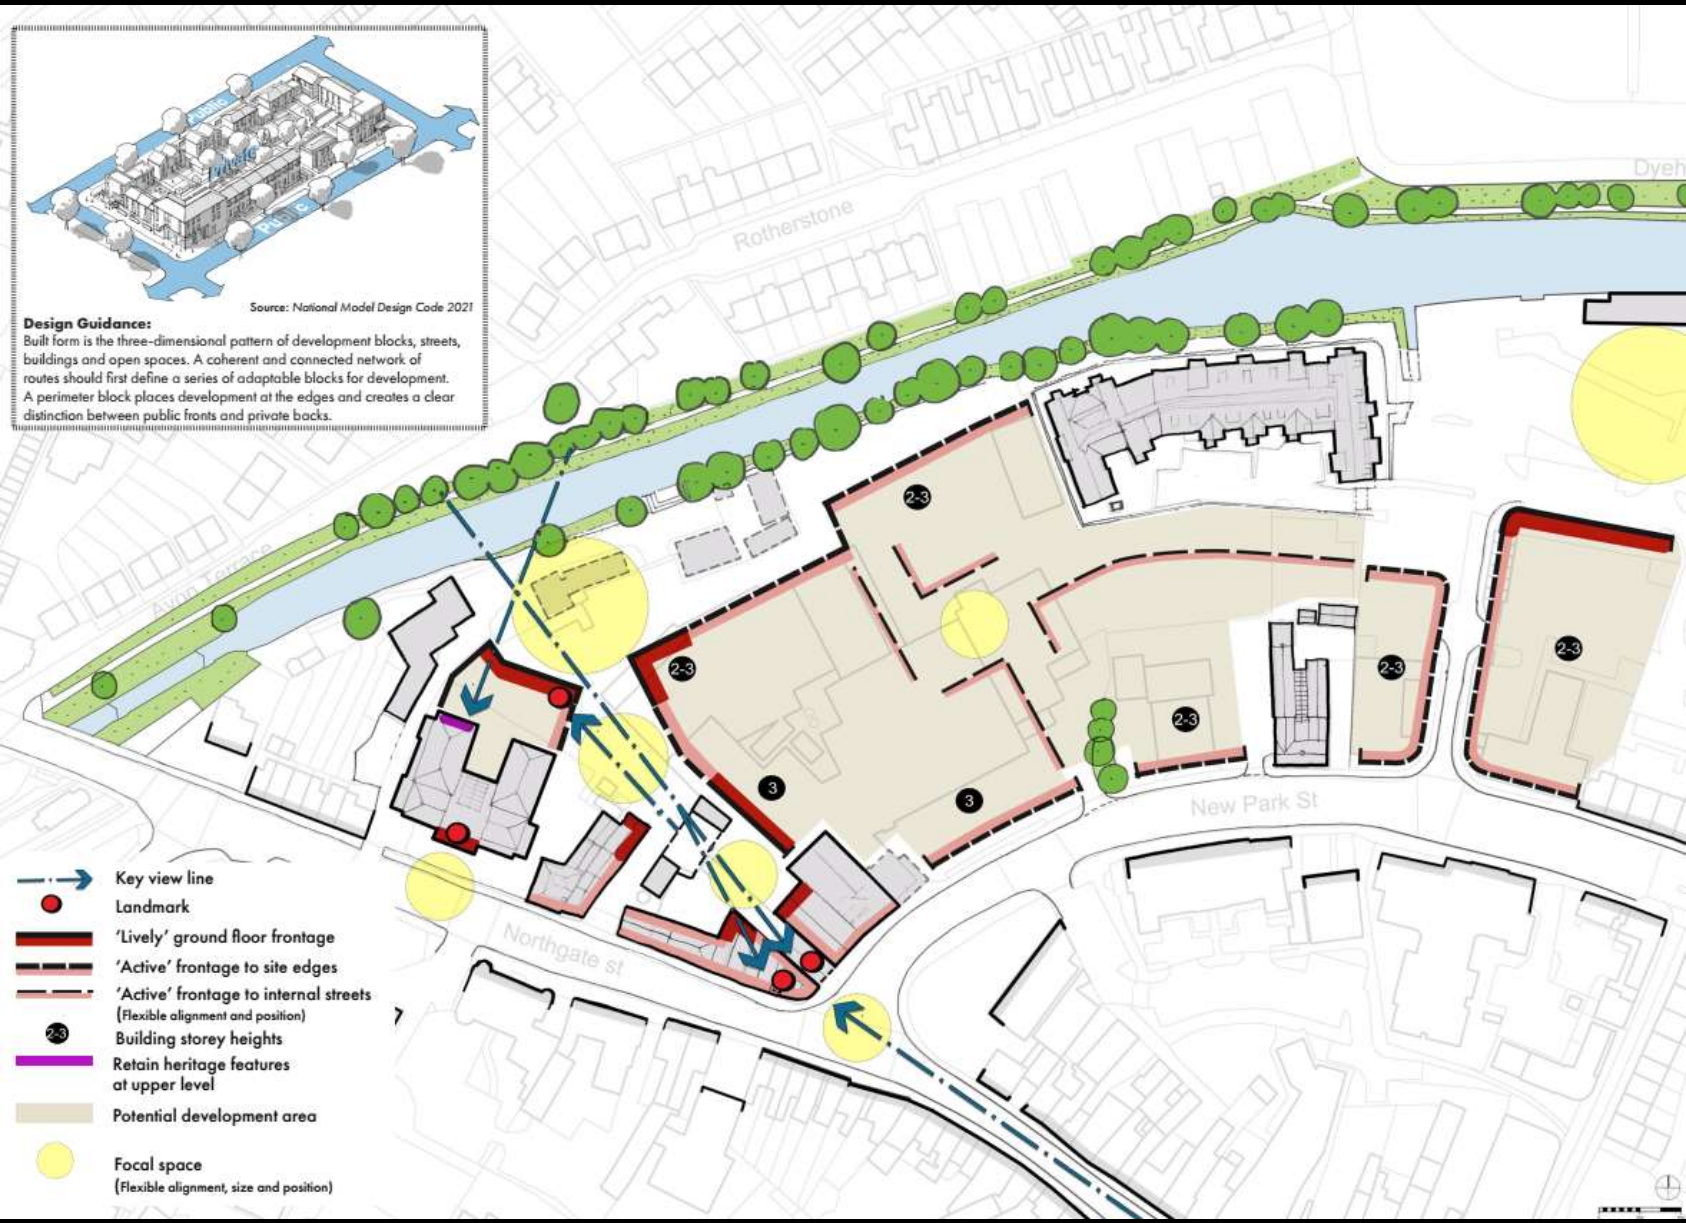 Public
Private
Public
Source: National Model Design Code 2021
Design Guidance:
Built form is the three-dimensional pattern of development blocks, streets,
buildings and open spaces. A coherent and connected network of
routes should first define a series of adaptable blocks for development.
A perimeter block places development at the edges and creates a clear
distinction between public fronts and private backs.
Rotherstone
Dyeh
Avon Terrace
2-3
2-3
2-3
2-3
2-3
3
3
New Park St
Northgate st
Key view line
Landmark
‘Lively’ ground floor frontage
‘Active’ frontage to site edges
‘Active’ frontage to internal streets
(Flexible alignment and position)
2-3
Building storey heights
Retain heritage features
at upper level
Potential development area
Focal space
(Flexible alignment, size and position)